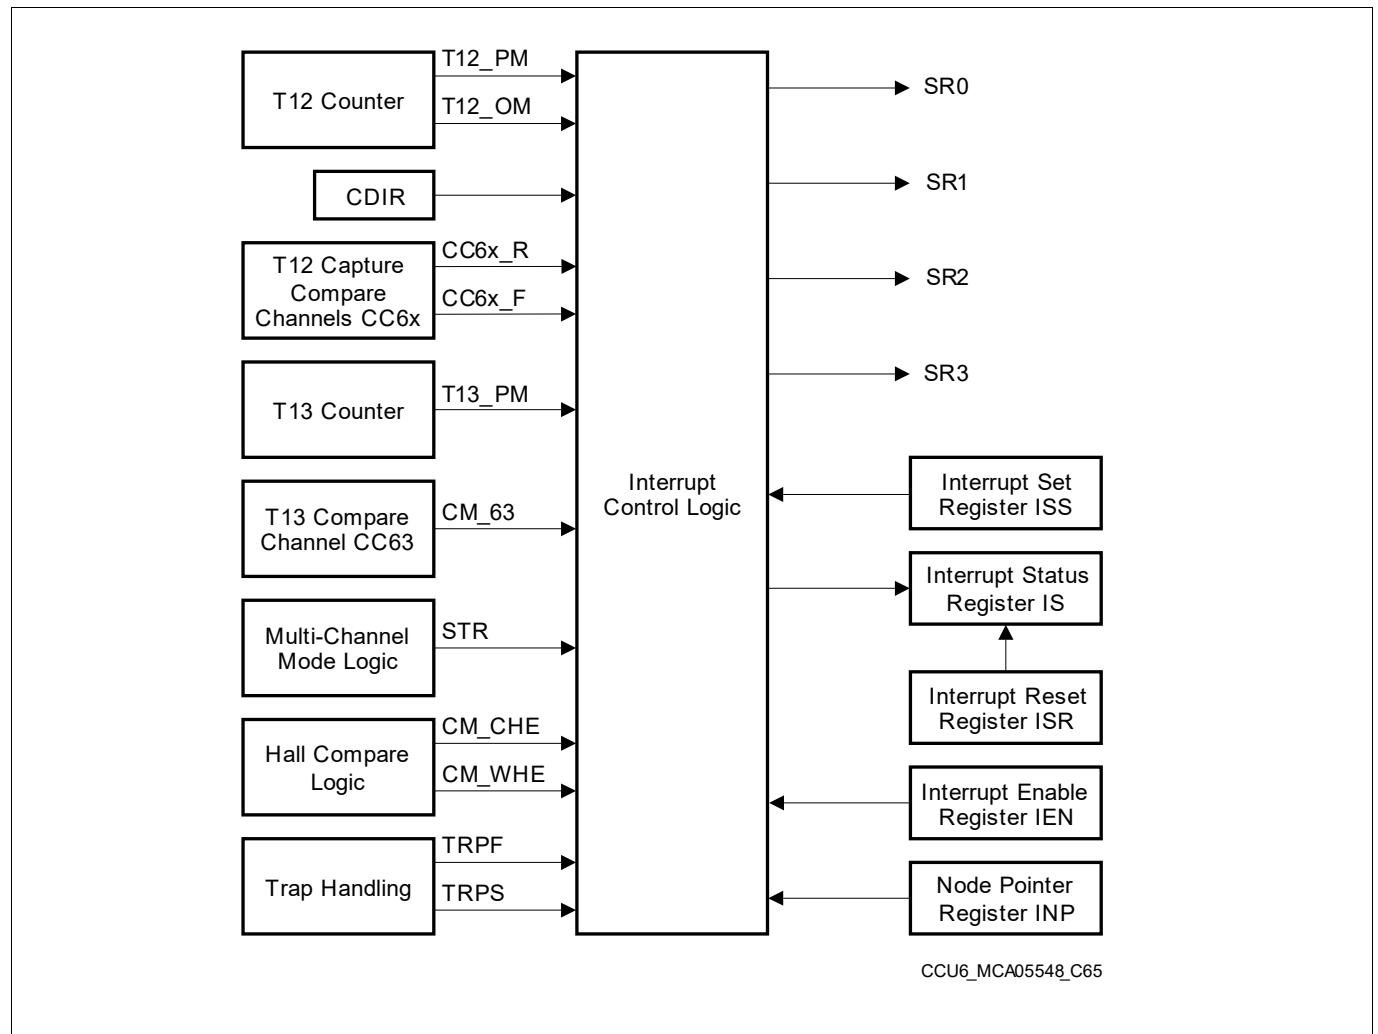 T12 Counter
T12_PM
T12_OM
CDIR
T12 Capture
Compare
Channels CC6x
CC6x_R
CC6x_F
T13 Counter
T13_PM
T13 Compare
Channel CC63
CM_63
Multi-Channel
Mode Logic
STR
Hall Compare
Logic
CM_CHE
CM_WHE
Trap Handling
TRPF
TRPS
Interrupt
Control Logic
SR0
SR1
SR2
SR3
Interrupt Set
Register ISS
Interrupt Status
Register IS
Interrupt Reset
Register ISR
Interrupt Enable
Register IEN
Node Pointer
Register INP
CCU6_MCA05548_C65